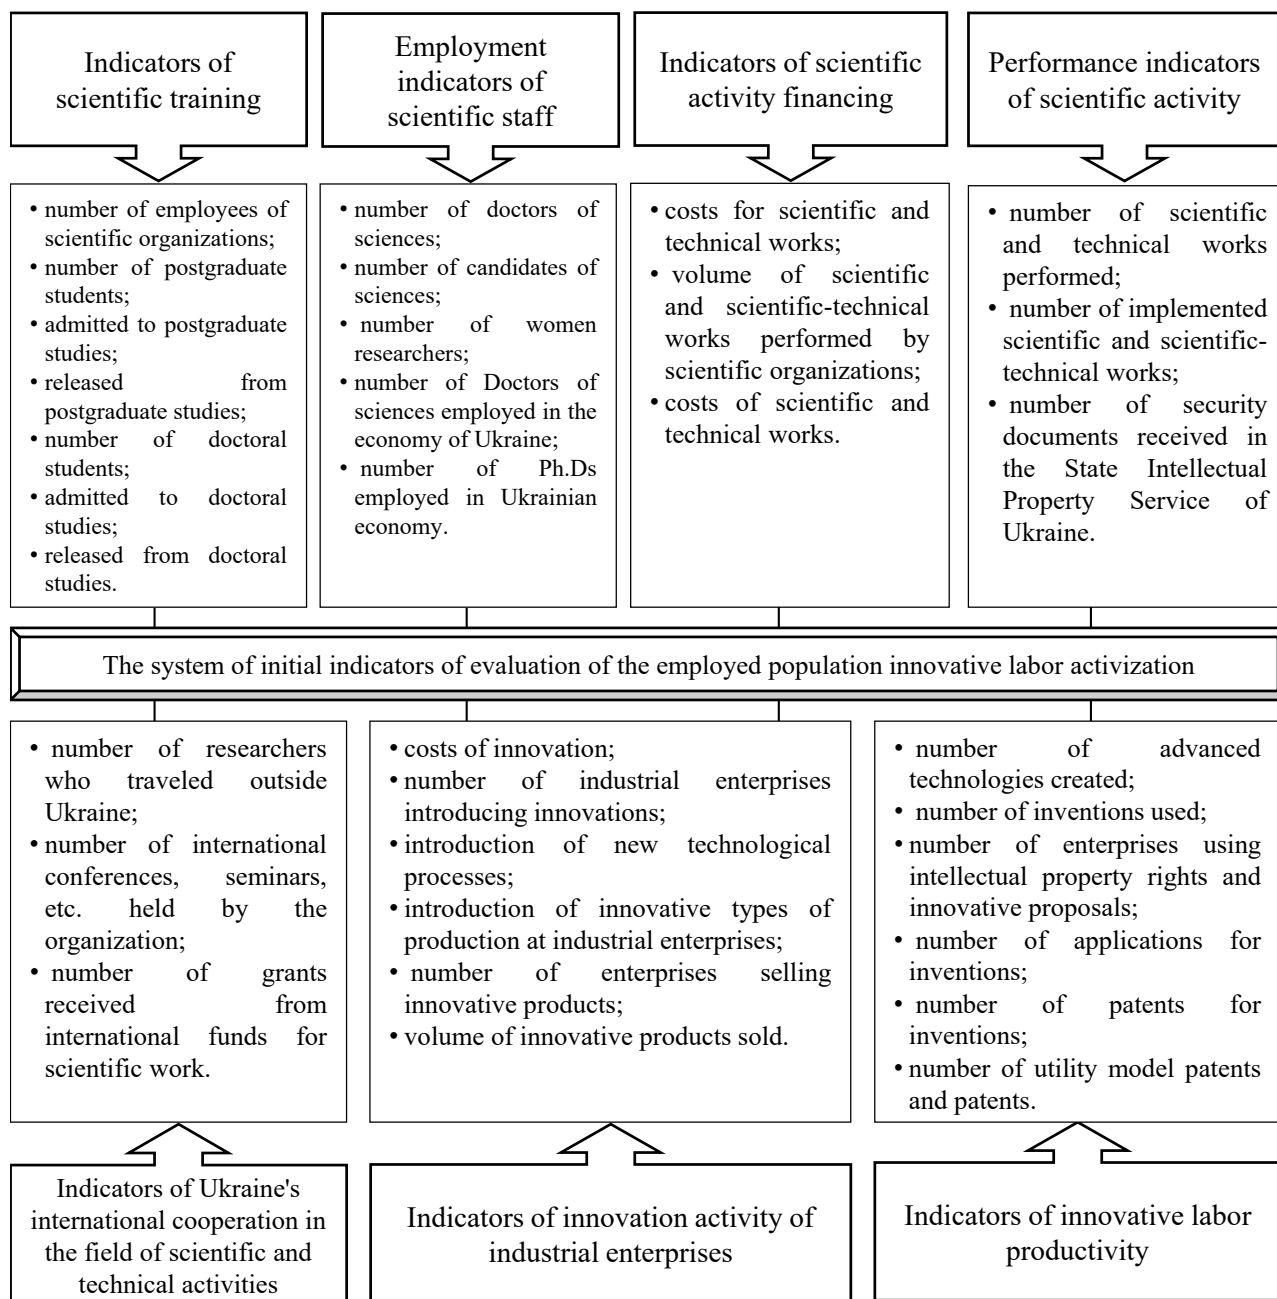 Indicators of
scientific training
Employment
indicators of
scientific staff
Indicators of scientific
activity financing
Performance indicators
of scientific activity
• number of employees of
scientific organizations;
• number of postgraduate
students;
• admitted to postgraduate
studies;
• released from
postgraduate studies;
• number of doctoral
students;
• admitted to doctoral
studies;
• released from doctoral
studies.
• number of doctors of
sciences;
• number of candidates of
sciences;
• number of women
researchers;
• number of Doctors of
sciences employed in the
economy of Ukraine;
• number of Ph.Ds
employed in Ukrainian
economy.
• costs for scientific and
technical works;
• volume of scientific
and scientific-technical
works performed by
scientific organizations;
• costs of scientific and
technical works.
• number of scientific
and technical works
performed;
• number of implemented
scientific and scientific-
technical works;
• number of security
documents received in
the State Intellectual
Property Service of
Ukraine.
The system of initial indicators of evaluation of the employed population innovative labor activization
• number of researchers
who traveled outside
Ukraine;
• number of international
conferences, seminars,
etc. held by the
organization;
• number of grants
received from
international funds for
scientific work.
• costs of innovation;
• number of industrial enterprises
introducing innovations;
• introduction of new technological
processes;
• introduction of innovative types of
production at industrial enterprises;
• number of enterprises selling
innovative products;
• volume of innovative products sold.
• number of advanced
technologies created;
• number of inventions used;
• number of enterprises using
intellectual property rights and
innovative proposals;
• number of applications for
inventions;
• number of patents for
inventions;
• number of utility model patents
and patents.
Indicators of Ukraine's
international cooperation in
the field of scientific and
technical activities
Indicators of innovation activity of
industrial enterprises
Indicators of innovative labor
productivity